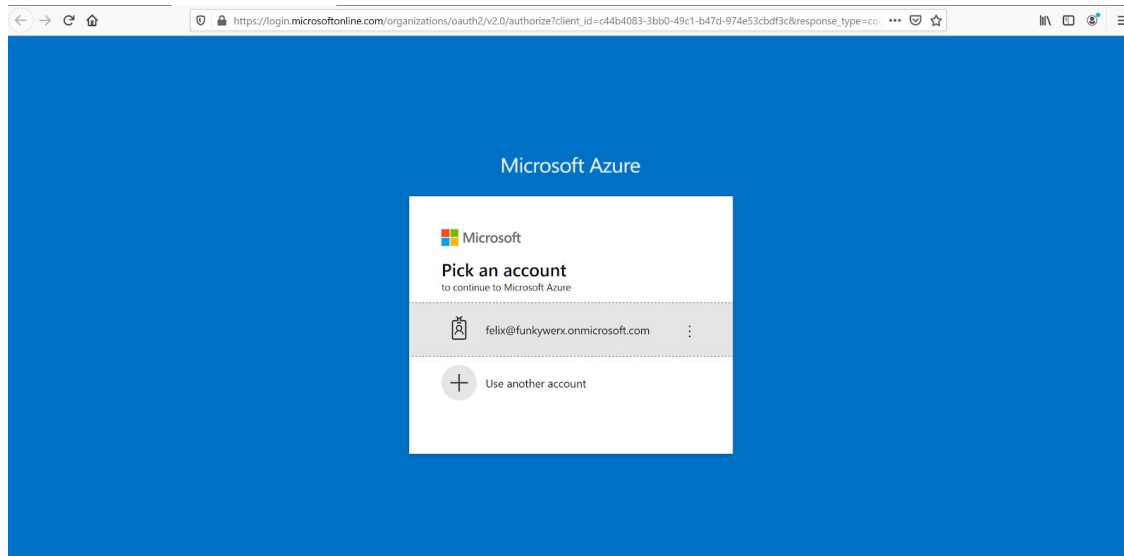 https://login.microsoftonline.com/organizations/oauth2/v2.0/authorize?client_id=c44b4083-3bb0-49c1-b47d-974e53cbdf3c&response_type=co
Microsoft Azure
Microsoft
Pick an account
to continue to Microsoft Azure
felix@funkywerx.onmicrosoft.com
Use another account